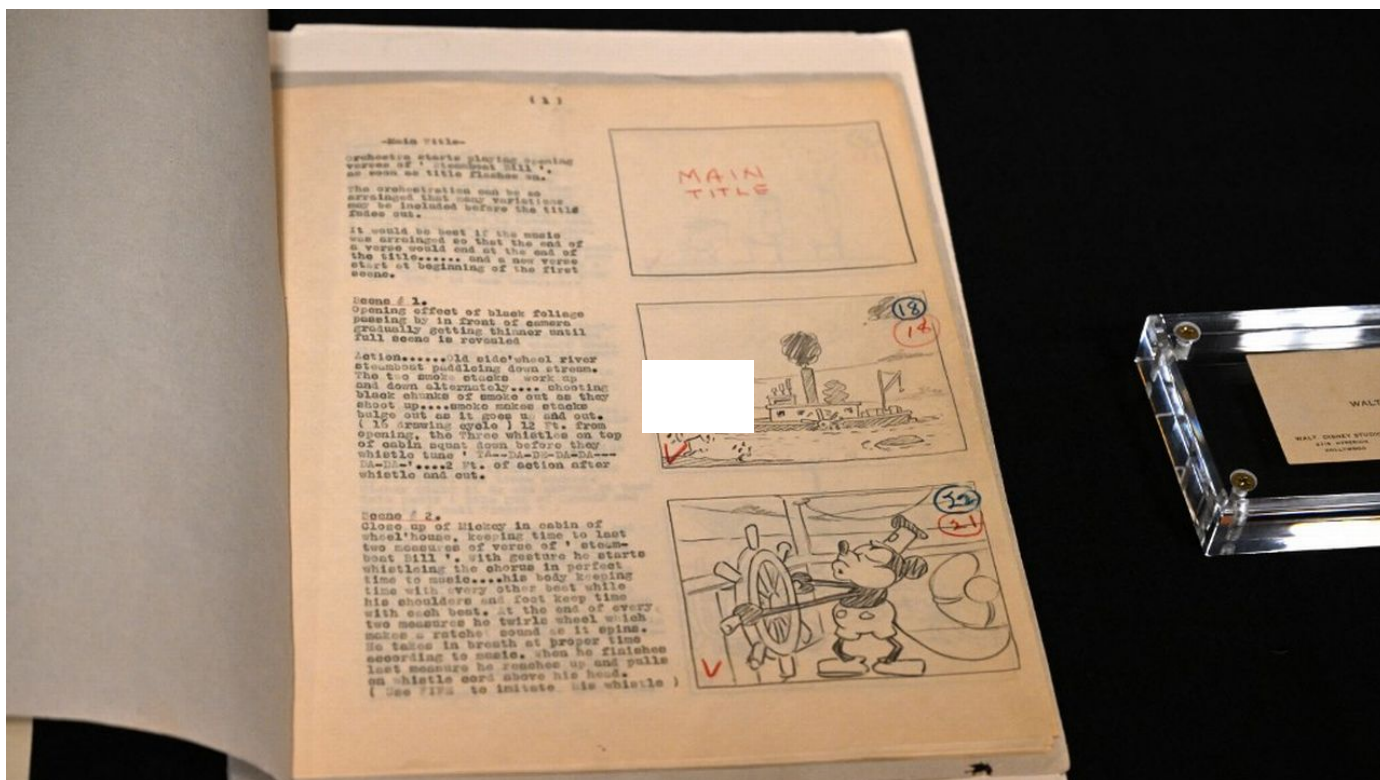 (1)
-Main Title-
Orchestra starts playing opening
verses of ' Steamboat Bill '.
as soon as title flashes on.
The orchestration can be so
arrainged that many variations
may be included before the title
fades out.
It would be best if the music
was arrainged so that the end of
a verse would end at the end of
the title...... and a new verse
start at beginning of the first
scene.
MAIN
TITLE
Scene # 1.
Opening effect of black foliage
passing by in front of camera
gradually getting thinner until
full scene is revealed
Action......Old side'wheel river
steamboat paddleing down stream.
The two smoke stacks work up
and down alternately.... shooting
black chunks of smoke out as they
shoot up....smoke makes stacks
bulge out as it goes up and out.
( 16 drawing cycle ) 12 Ft. from
opening, the Three whistles on top
of cabin squat down before they
whistle tune ' TA--DA-DE-DA-DA---
DA-DA-'....2 Ft. of action after
whistle and cut.
18
18
Scene # 2.
Close up of Mickey in cabin of
wheel'house, keeping time to last
two measures of verse of ' steam-
boat Bill '. With gesture he starts
whistleing the chorus in perfect
time to music....his body keeping
time with every other beat while
his shoulders and foot keep time
with each beat. At the end of every
two measures he twirls wheel which
makes a ratchet sound as it spins.
He takes in breath at proper time
according to music. When he finishes
last measure he reaches up and pulls
on whistle cord above his head.
( Use FIFE to imitate his whistle )
21
WALT
WALT DISNEY STUDIO
HOLLYWOOD